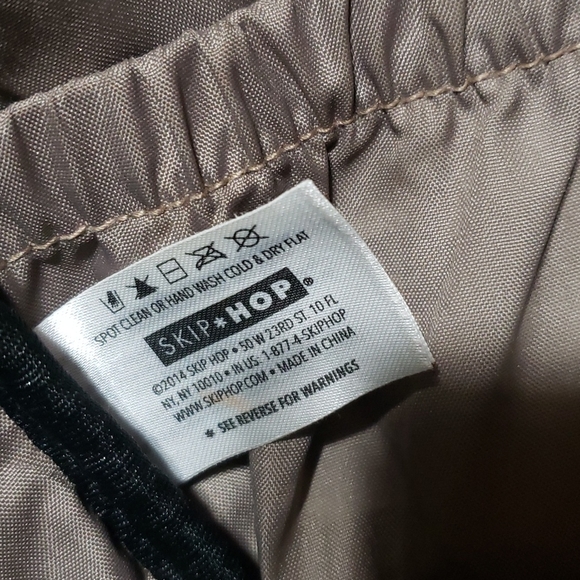 SPOT CLEAN OR HAND WASH COLD & DRY FLAT
SKIP*HOP®
©2014 SKIP HOP • 50 W 23RD ST 10 FL
NY, NY 10010 • IN US 1-877-4-SKIPHOP
WWW.SKIPHOP.COM • MADE IN CHINA
* SEE REVERSE FOR WARNINGS